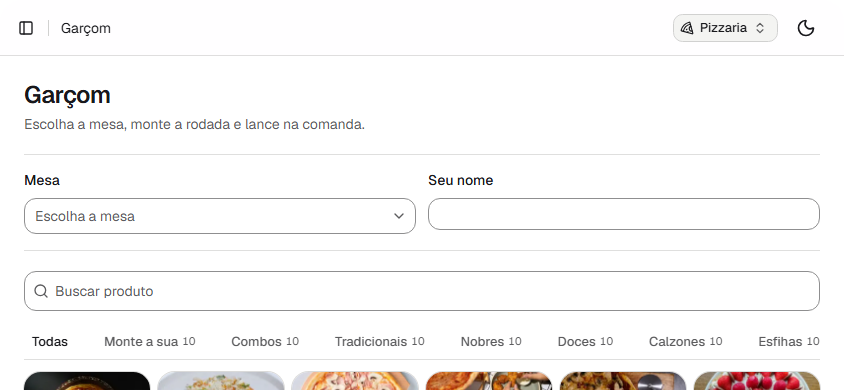 Garçom
Pizzaria
Garçom
Escolha a mesa, monte a rodada e lance na comanda.
Mesa
Seu nome
Escolha a mesa
Buscar produto
Todas Monte a sua 10 Combos 10 Tradicionais 10 Nobres 10 Doces 10 Calzones 10 Esfihas 10